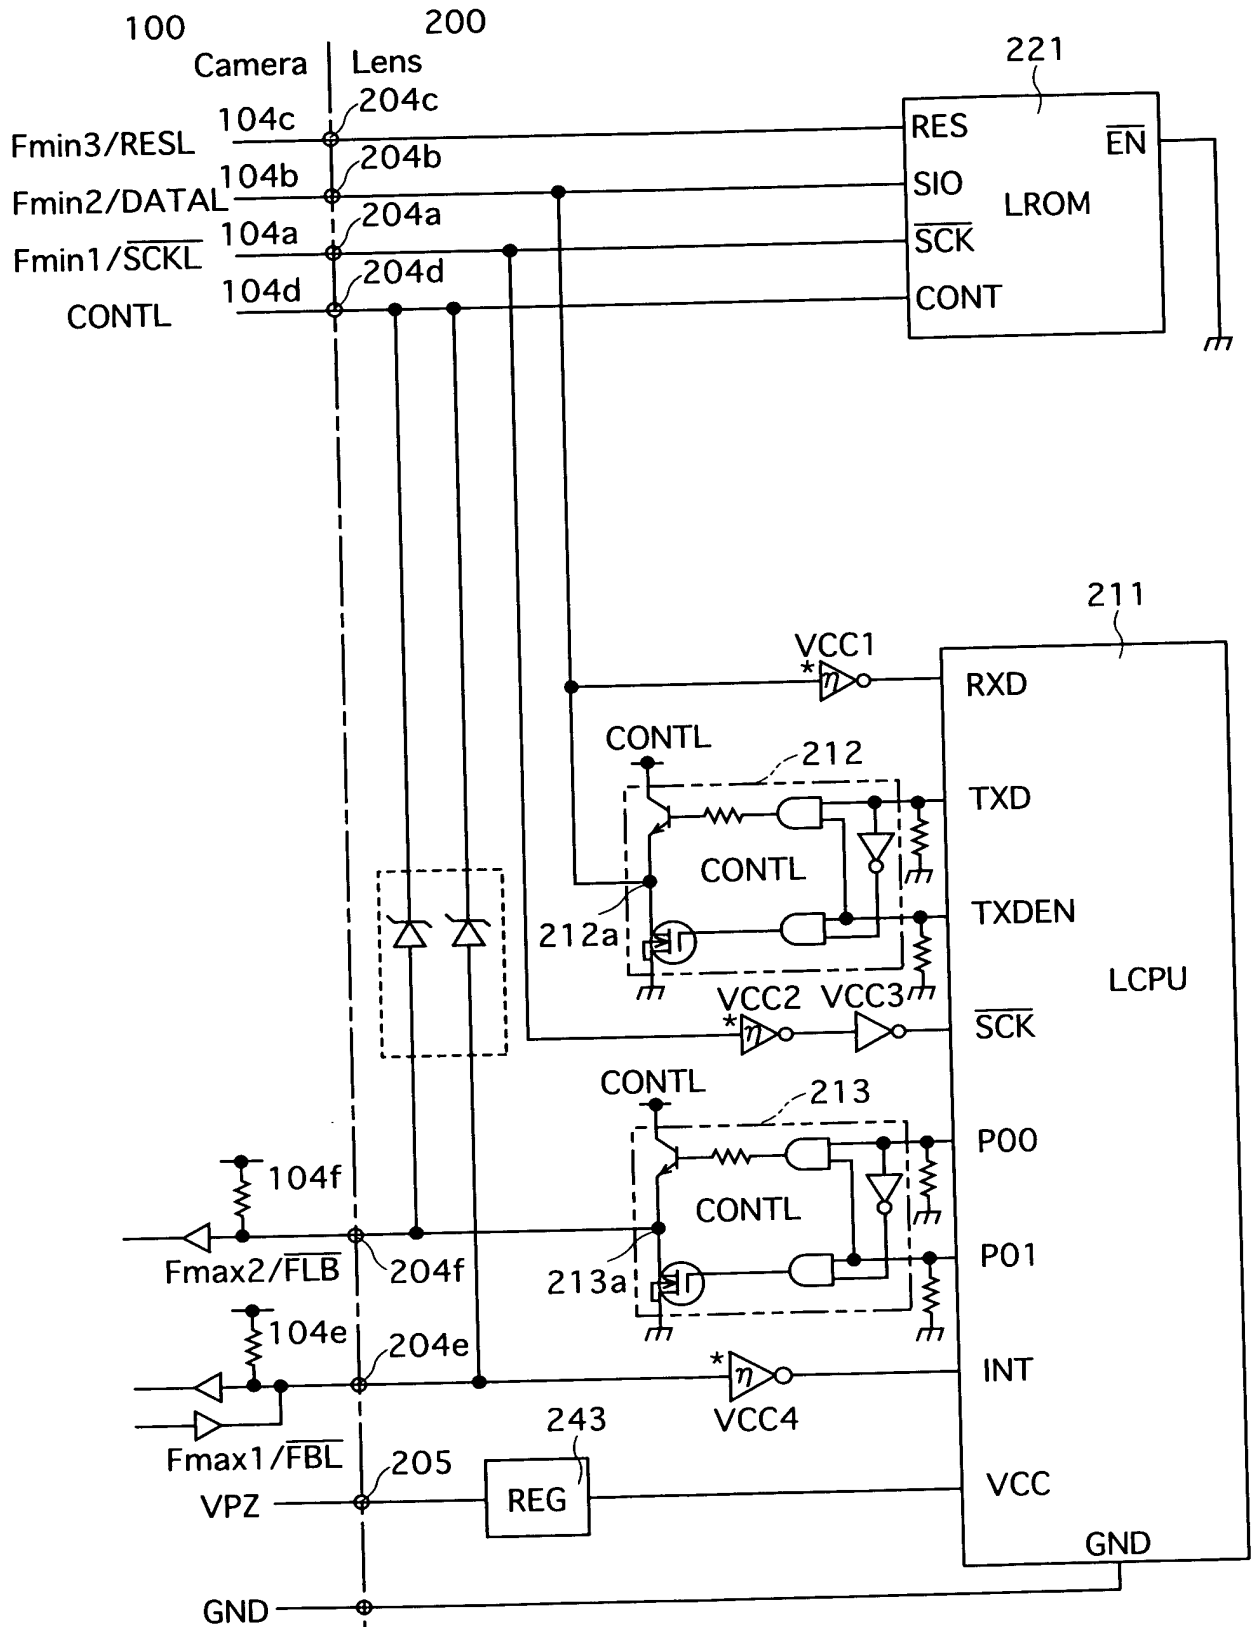 100
200
Camera
Lens
221
104c
204c
Fmin3/RESL
RES
EN
104b
204b
Fmin2/DATAL
SIO
LROM
104a
204a
Fmin1/SCKL
SCK
104d
204d
CONTL
CONT
211
VCC1
*
η
RXD
CONTL
212
TXD
CONTL
212a
TXDEN
LCPU
VCC2
VCC3
*
η
SCK
CONTL
213
P00
104f
CONTL
Fmax2/FLB
204f
213a
P01
104e
204e
*
η
INT
VCC4
Fmax1/FBL
243
205
VPZ
REG
VCC
GND
GND